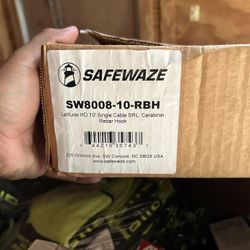 SAFEWAZE
SW8008-10-RBH
Latitude HD 10' Single Cable SRL: Carabiner,
Rebar Hook
225 Wilshire Ave. SW Concord, NC 28025 USA
www.safewaze.com